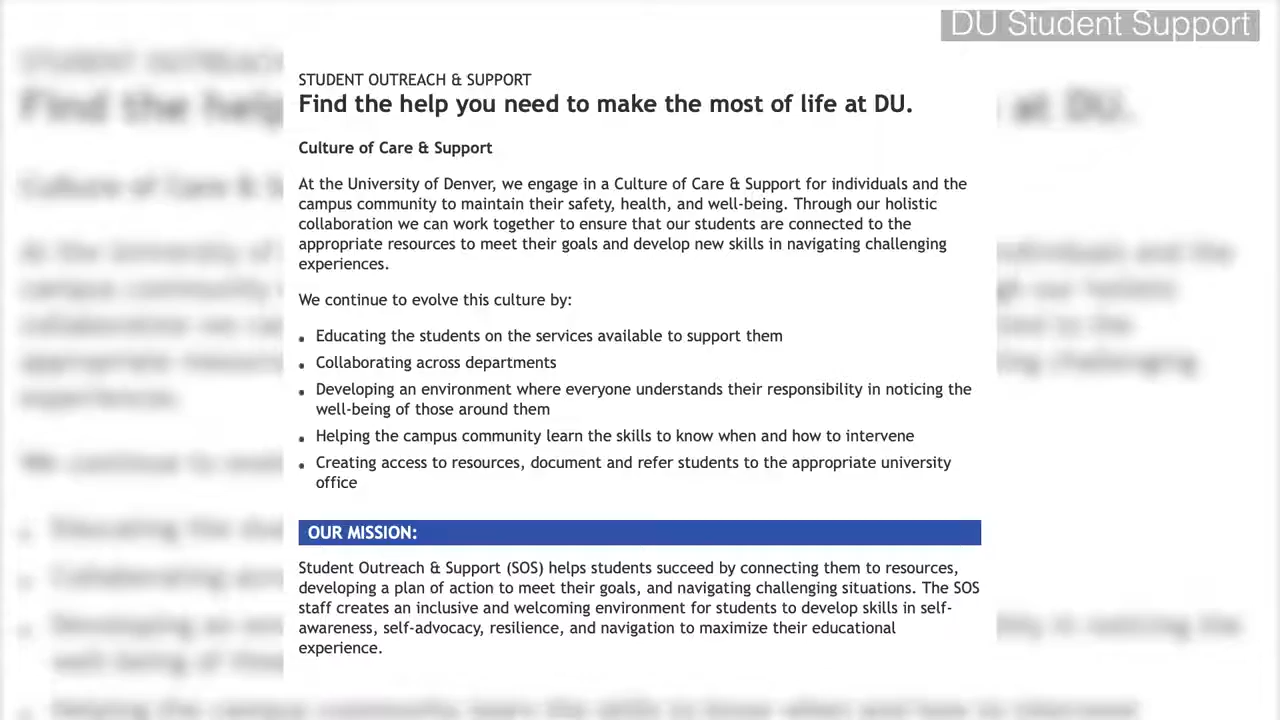 DU Student Support
STUDENT OUTREACH & SUPPORT
Find the help you need to make the most of life at DU.
Culture of Care & Support
At the University of Denver, we engage in a Culture of Care & Support for individuals and the
campus community to maintain their safety, health, and well-being. Through our holistic
collaboration we can work together to ensure that our students are connected to the
appropriate resources to meet their goals and develop new skills in navigating challenging
experiences.
We continue to evolve this culture by:
• Educating the students on the services available to support them
• Collaborating across departments
• Developing an environment where everyone understands their responsibility in noticing the
well-being of those around them
• Helping the campus community learn the skills to know when and how to intervene
• Creating access to resources, document and refer students to the appropriate university
office
OUR MISSION:
Student Outreach & Support (SOS) helps students succeed by connecting them to resources,
developing a plan of action to meet their goals, and navigating challenging situations. The SOS
staff creates an inclusive and welcoming environment for students to develop skills in self-
awareness, self-advocacy, resilience, and navigation to maximize their educational
experience.